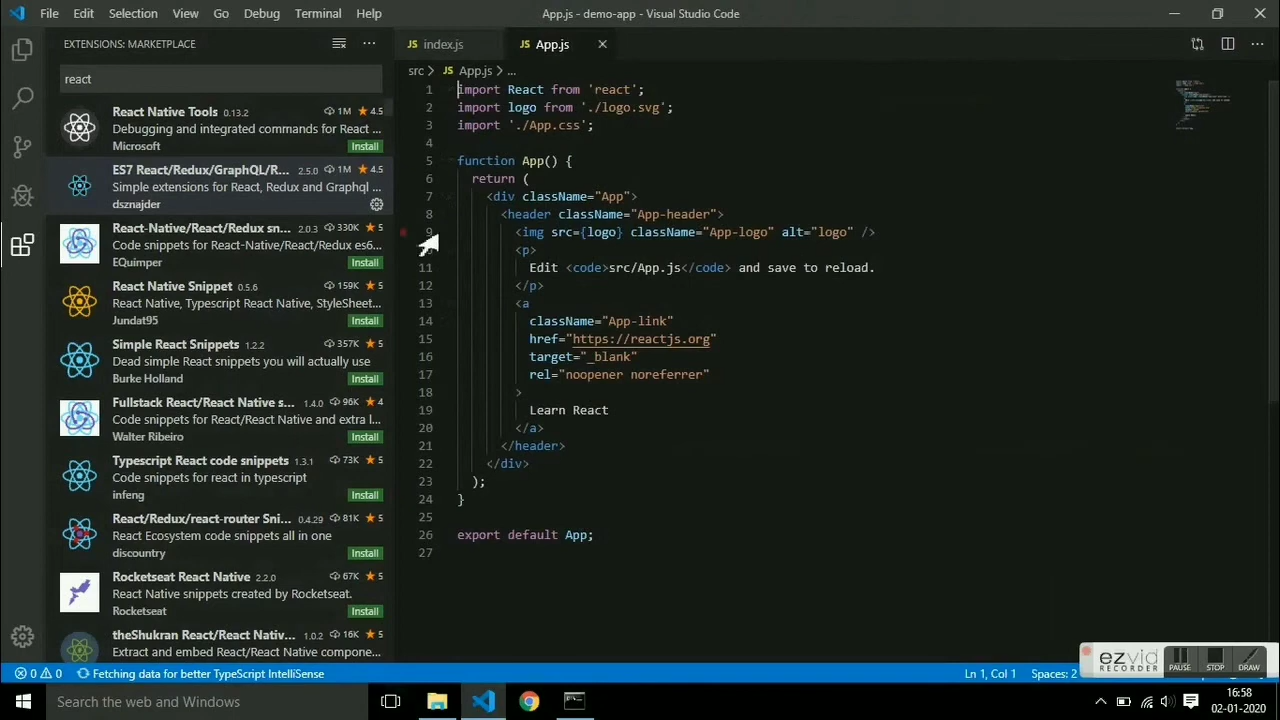 File Edit Selection View Go Debug Terminal Help App.js - demo-app - Visual Studio Code
EXTENSIONS: MARKETPLACE
react
React Native Tools 0.13.2 1M 4.5
Debugging and integrated commands for React ...
Microsoft Install
ES7 React/Redux/GraphQL/R... 2.5.0 1M 4.5
Simple extensions for React, Redux and Graphql ...
dsznajder
React-Native/React/Redux sn... 2.0.3 330K 5
Code snippets for React-Native/React/Redux es6...
EQuimper Install
React Native Snippet 0.5.6 159K 5
React Native, Typescript React Native, StyleSheet...
Jundat95 Install
Simple React Snippets 1.2.2 357K 5
Dead simple React snippets you will actually use
Burke Holland Install
Fullstack React/React Native s... 1.4.0 96K 4
Code snippets for React/React Native and extra l...
Walter Ribeiro Install
Typescript React code snippets 1.3.1 73K 5
Code snippets for react in typescript
infeng Install
React/Redux/react-router Sni... 0.4.29 81K 5
React Ecosystem code snippets all in one
discountry Install
Rocketseat React Native 2.2.0 67K 5
React Native snippets created by Rocketseat.
Rocketseat Install
theShukran React/React Nativ... 1.0.2 16K 5
Extract and embed React/React Native compone...
JS index.js JS App.js
src > JS App.js > ...
1 import React from 'react';
2 import logo from './logo.svg';
3 import './App.css';
4
5 function App() {
6 return (
7 <div className="App">
8 <header className="App-header">
9 <img src={logo} className="App-logo" alt="logo" />
<p>
11 Edit <code>src/App.js</code> and save to reload.
12 </p>
13 <a
14 className="App-link"
15 href="https://reactjs.org"
16 target="_blank"
17 rel="noopener noreferrer"
18 >
19 Learn React
20 </a>
21 </header>
22 </div>
23 );
24 }
25
26 export default App;
27
ezvid
RECORDER PAUSE STOP DRAW
0 0 Fetching data for better TypeScript IntelliSense Ln 1, Col 1 Spaces: 2
Search the web and Windows
16:58
02-01-2020